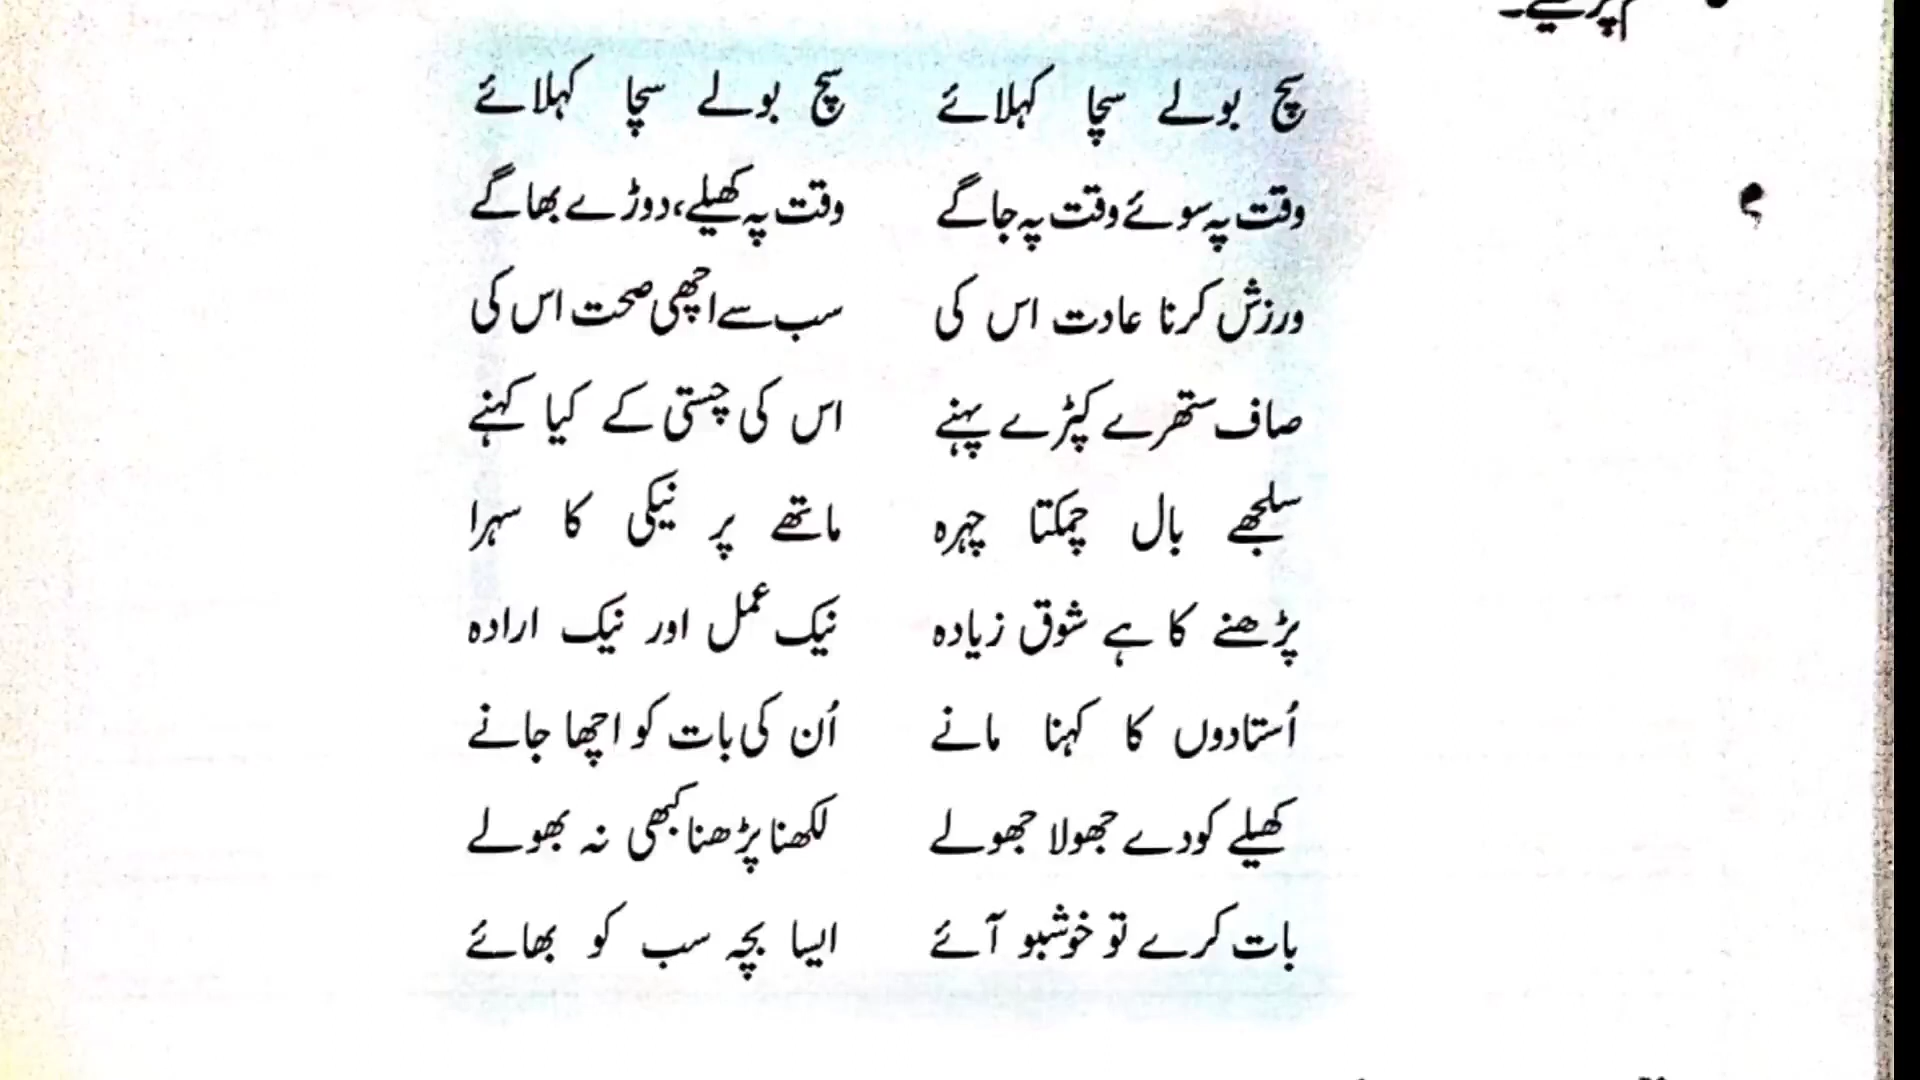 سچ بولے سچا کہلائے سچ بولے سچا کہلائے
وقت پہ سوئے وقت پہ جاگے وقت پہ کھیلے، دوڑے بھاگے
ورزش کرنا عادت اس کی سب سے اچھی صحت اس کی
صاف ستھرے کپڑے پہنے اس کی چستی کے کیا کہنے
سلجھے بال چمکتا چہرہ ماتھے پر نیکی کا سہرا
پڑھنے کا ہے شوق زیادہ نیک عمل اور نیک ارادہ
اُستادوں کا کہنا مانے اُن کی بات کو اچھا جانے
کھیلے کودے جھولا جھولے لکھنا پڑھنا کبھی نہ بھولے
بات کرے تو خوشبو آئے ایسا بچہ سب کو بھائے